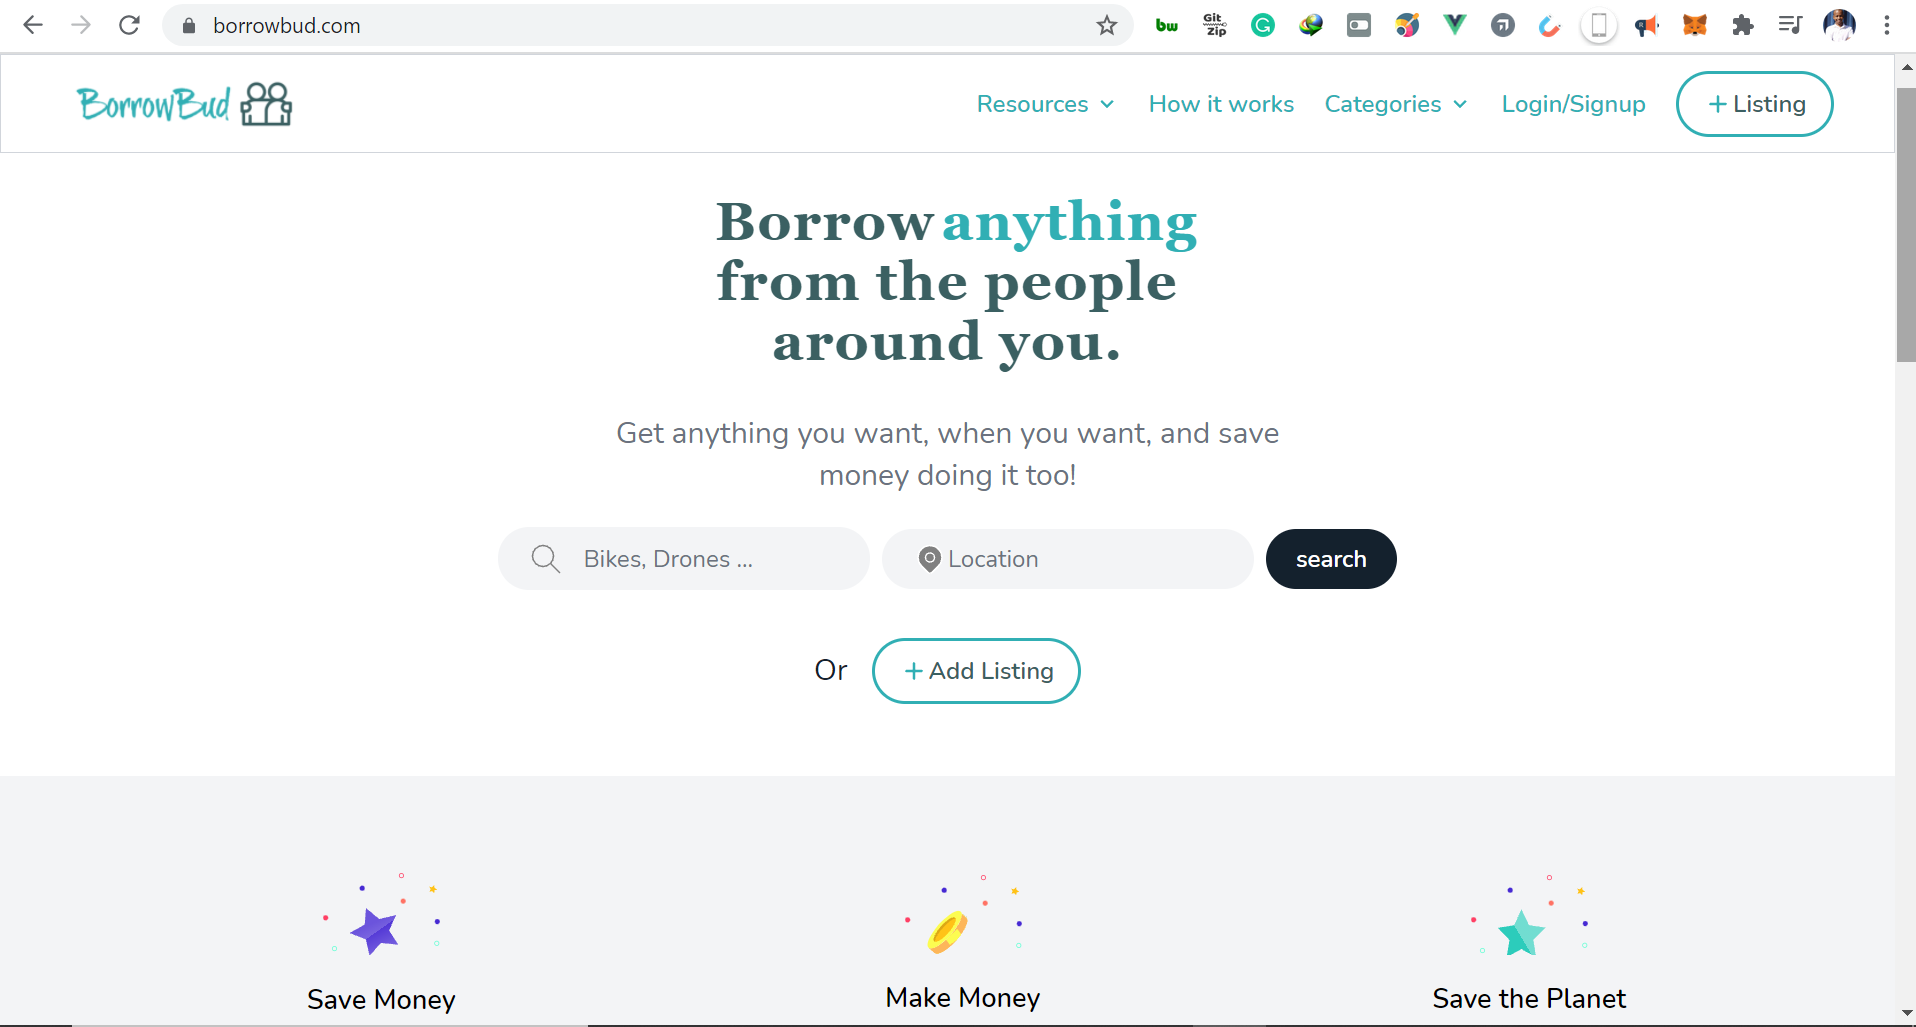 borrowbud.com
bw
Git
Zip
BorrowBud
Resources
How it works
Categories
Login/Signup
+ Listing
Borrow anything
from the people
around you.
Get anything you want, when you want, and save
money doing it too!
Bikes, Drones ...
Location
search
Or
+ Add Listing
Save Money
Make Money
Save the Planet